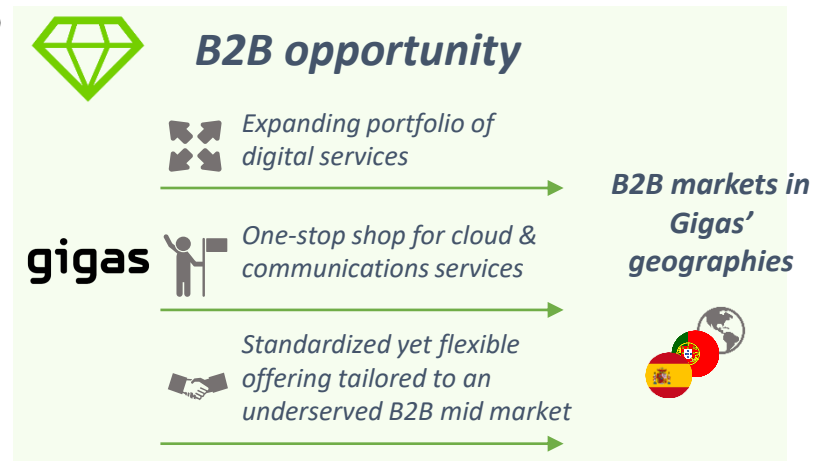 B2B opportunity
Expanding portfolio of
digital services
gigas
One-stop shop for cloud &
communications services
Standardized yet flexible
offering tailored to an
underserved B2B mid market
B2B markets in
Gigas’
geographies